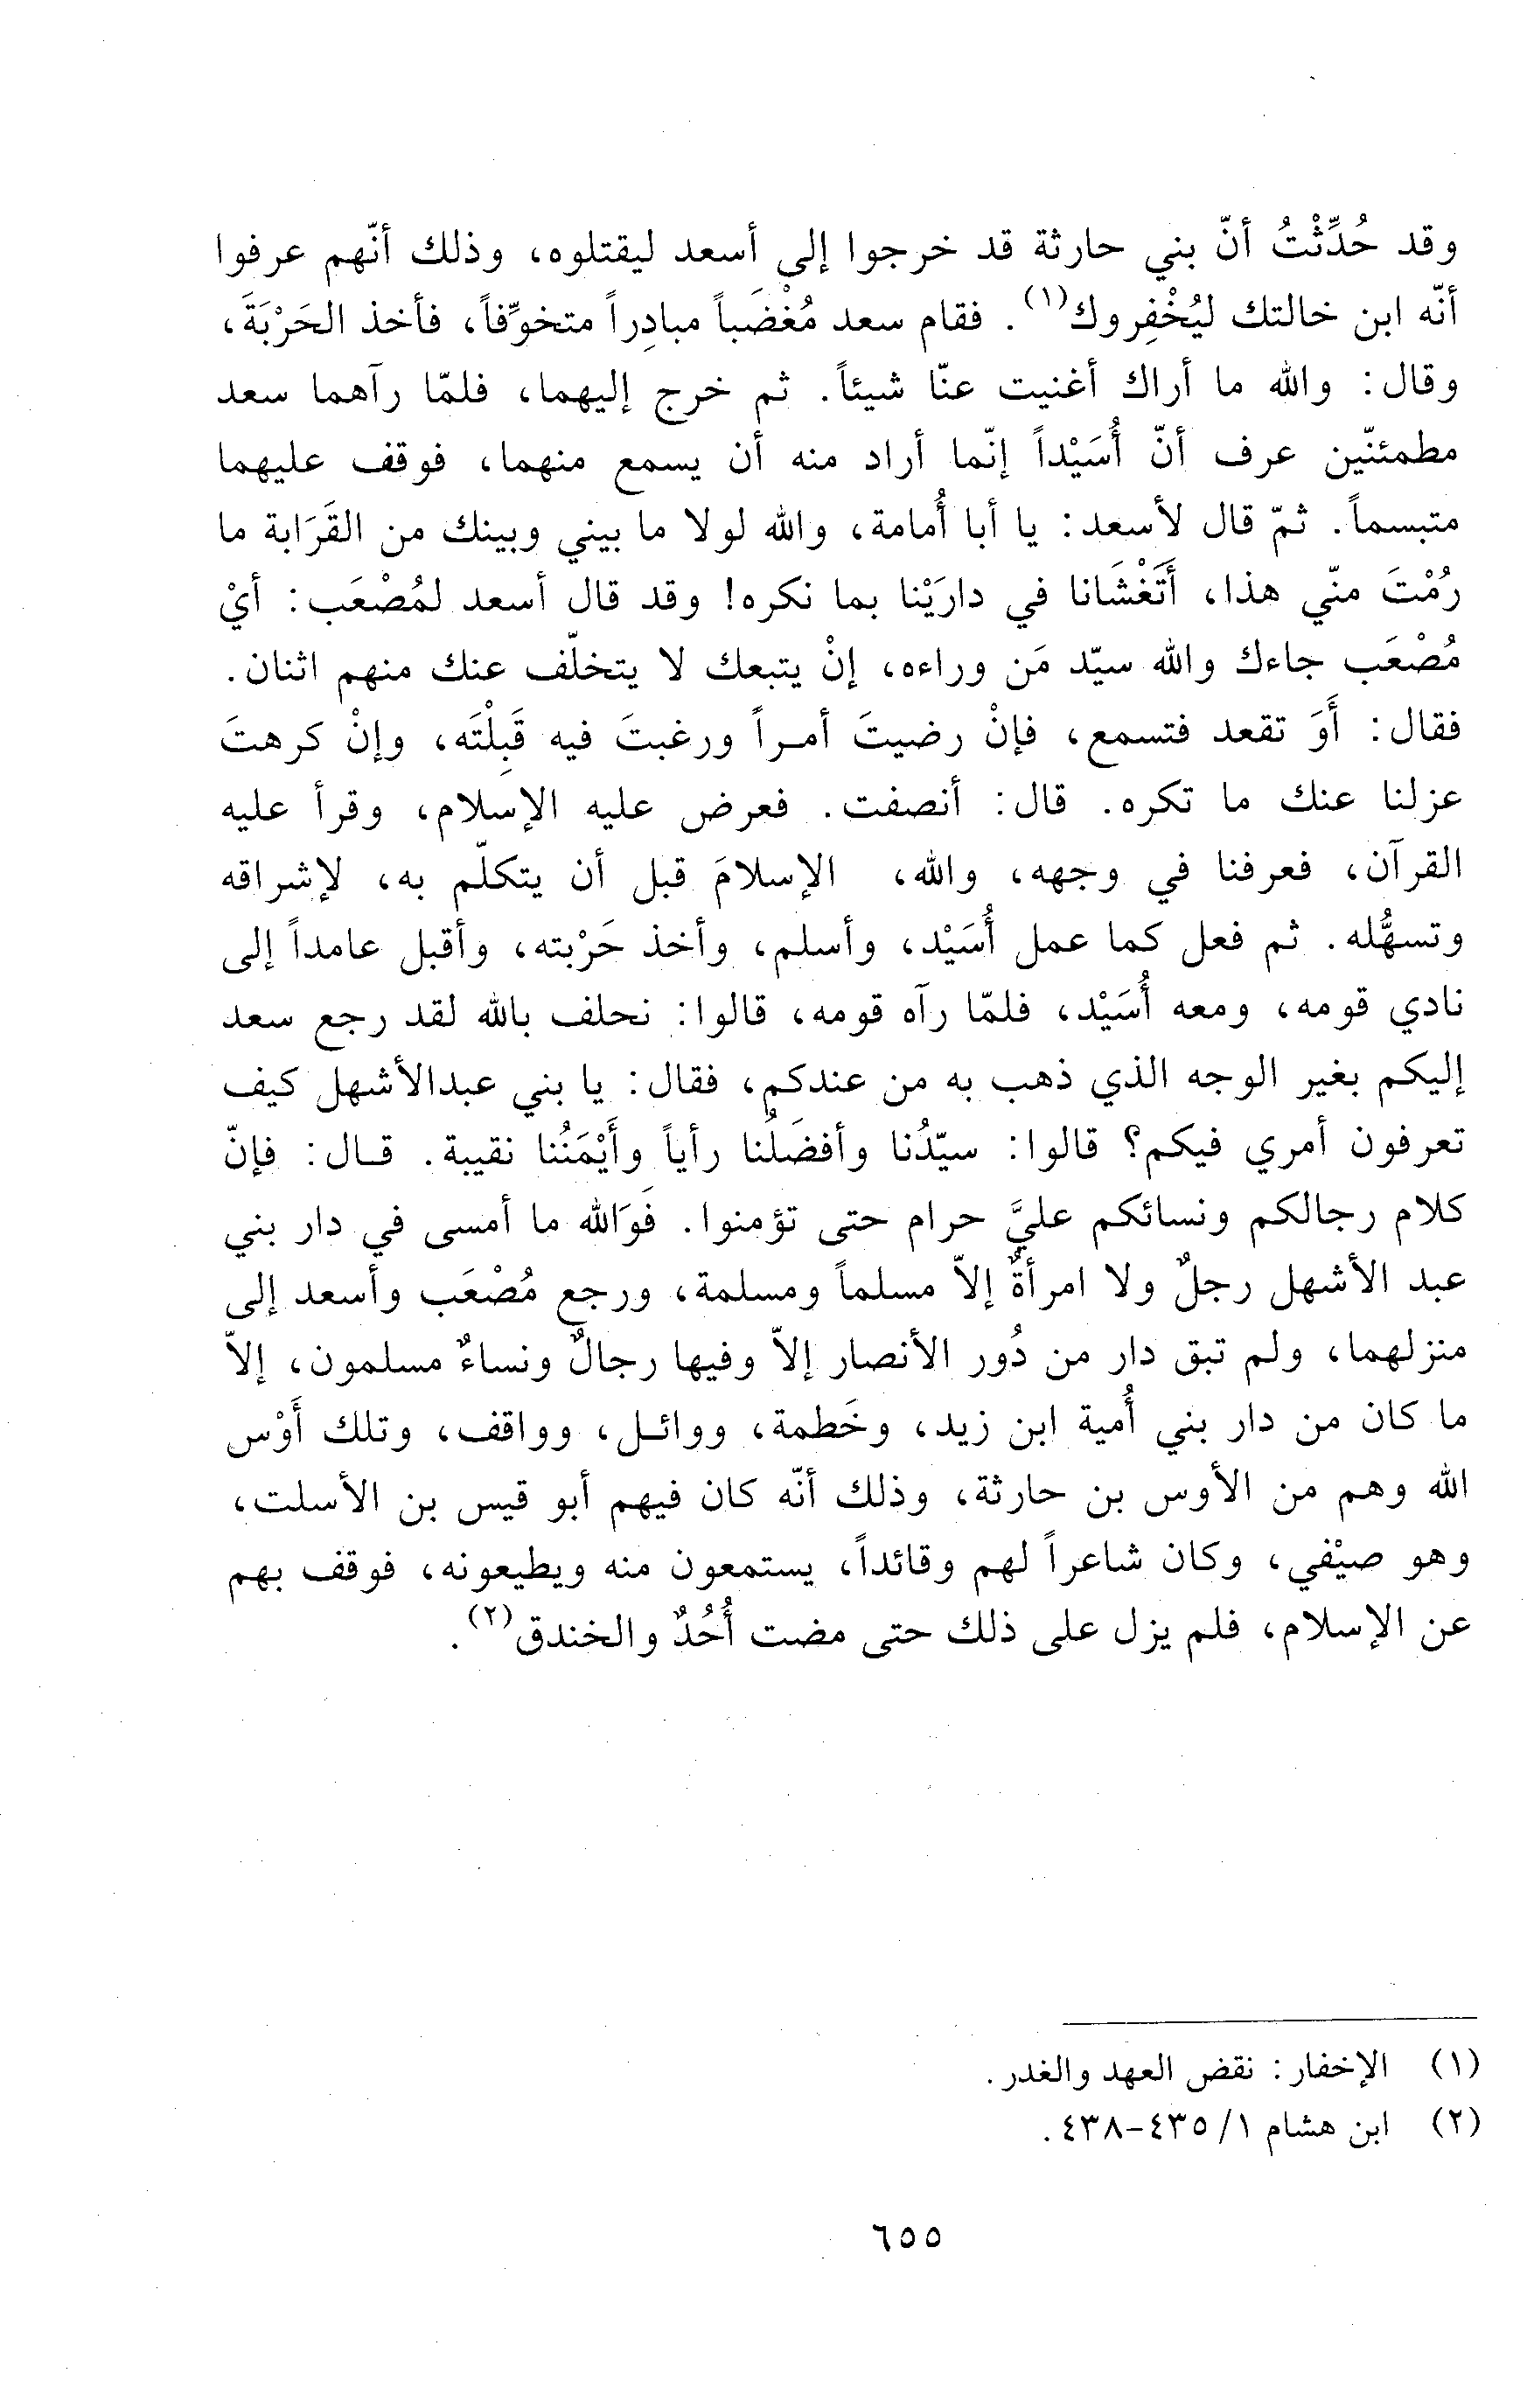 وقد حُدِّثْتُ أنّ بني حارثة قد خرجوا إلى أسعد ليقتلوه، وذلك أنّهم عرفوا
أنّه ابن خالتك ليُخْفِروك(١). فقام سعد مُغْضَباً مبادِراً متخوِّفاً، فأخذ الحَرْبَةَ،
وقال: والله ما أراك أغنيت عنّا شيئاً. ثم خرج إليهما، فلمّا رآهما سعد
مطمئنّين عرف أنّ أُسَيْداً إنّما أراد منه أن يسمع منهما، فوقف عليهما
متبسماً. ثمّ قال لأسعد: يا أبا أُمامة، والله لولا ما بيني وبينك من القَرَابة ما
رُمْتَ منّي هذا، أَتَغْشَانا في دارَيْنا بما نكره! وقد قال أسعد لمُصْعَب: أيْ
مُصْعَب جاءك والله سيّد مَن وراءه، إنْ يتبعك لا يتخلّف عنك منهم اثنان.
فقال: أَوَ تقعد فتسمع، فإنْ رضيتَ أمـراً ورغبتَ فيه قَبِلْتَه، وإنْ كرهتَ
عزلنا عنك ما تكره. قال: أنصفت. فعرض عليه الإسلام، وقرأ عليه
القرآن، فعرفنا في وجهه، والله، الإسلامَ قبل أن يتكلّم به، لإشراقه
وتسهُّله. ثم فعل كما عمل أُسَيْد، وأسلم، وأخذ حَرْبته، وأقبل عامداً إلى
نادي قومه، ومعه أُسَيْد، فلمّا رآه قومه، قالوا: نحلف بالله لقد رجع سعد
إليكم بغير الوجه الذي ذهب به من عندكم، فقال: يا بني عبدالأشهل كيف
تعرفون أمري فيكم؟ قالوا: سيّدُنا وأفضَلُنا رأياً وأَيْمَنُنا نقيبة. قـال: فإنّ
كلام رجالكم ونسائكم عليَّ حرام حتى تؤمنوا. فَوَالله ما أمسى في دار بني
عبد الأشهل رجلٌ ولا امرأةٌ إلاّ مسلماً ومسلمة، ورجع مُصْعَب وأسعد إلى
منزلهما، ولم تبق دار من دُور الأنصار إلاّ وفيها رجالٌ ونساءٌ مسلمون، إلاّ
ما كان من دار بني أُمية ابن زيد، وخَطمة، ووائـل، وواقف، وتلك أَوْس
الله وهم من الأوس بن حارثة، وذلك أنّه كان فيهم أبو قيس بن الأسلت،
وهو صيْفي، وكان شاعراً لهم وقائداً، يستمعون منه ويطيعونه، فوقف بهم
عن الإسلام، فلم يزل على ذلك حتى مضت أُحُدٌ والخندق(٢).
(١) الإخفار: نقض العهد والغدر.
(٢) ابن هشام ١/ ٤٣٥-٤٣٨.
٦٥٥